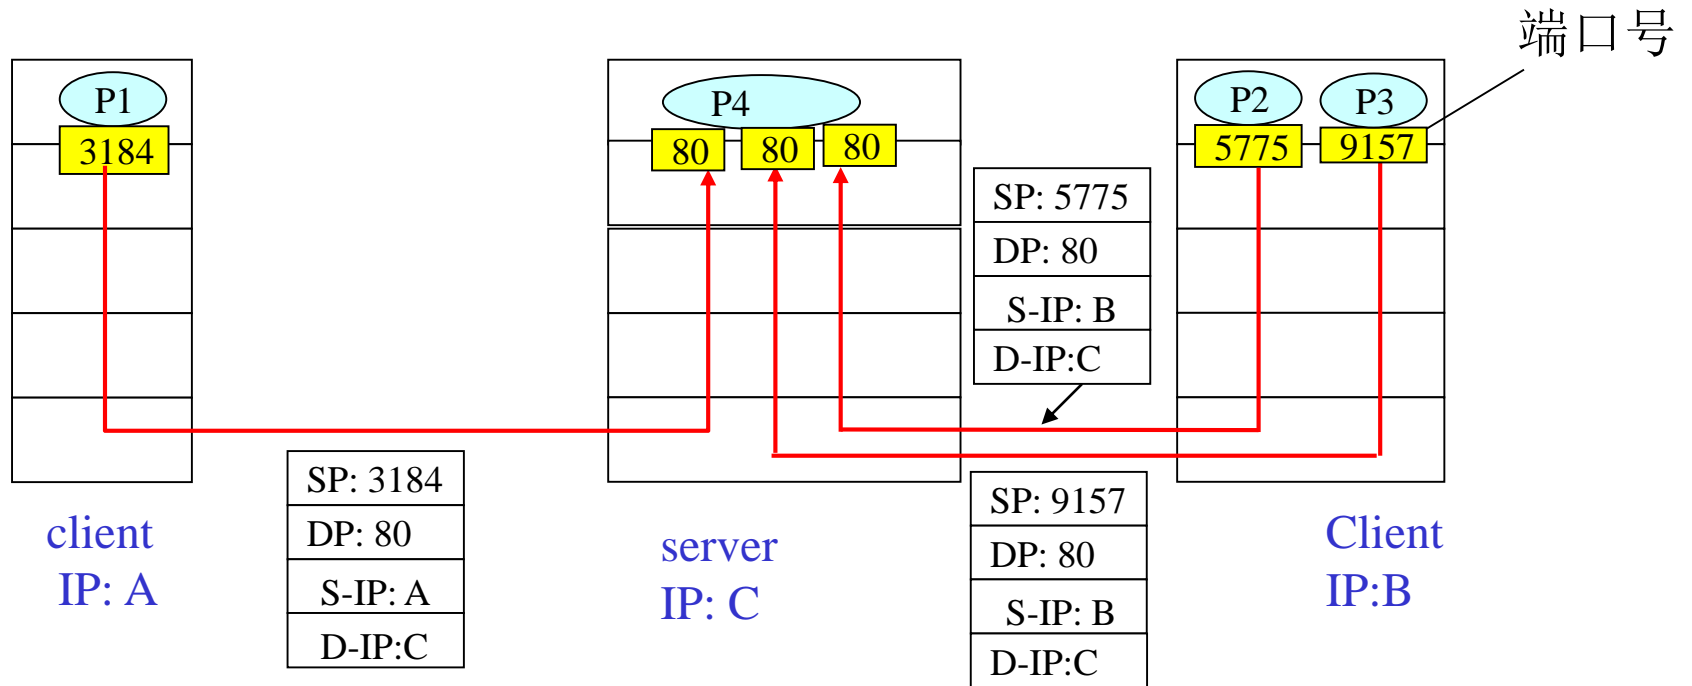 端口号
P1
3184
P4
80
80
80
P2
5775
P3
9157
SP: 5775
DP: 80
S-IP: B
D-IP:C
SP: 3184
DP: 80
S-IP: A
D-IP:C
SP: 9157
DP: 80
S-IP: B
D-IP:C
client
IP: A
server
IP: C
Client
IP:B